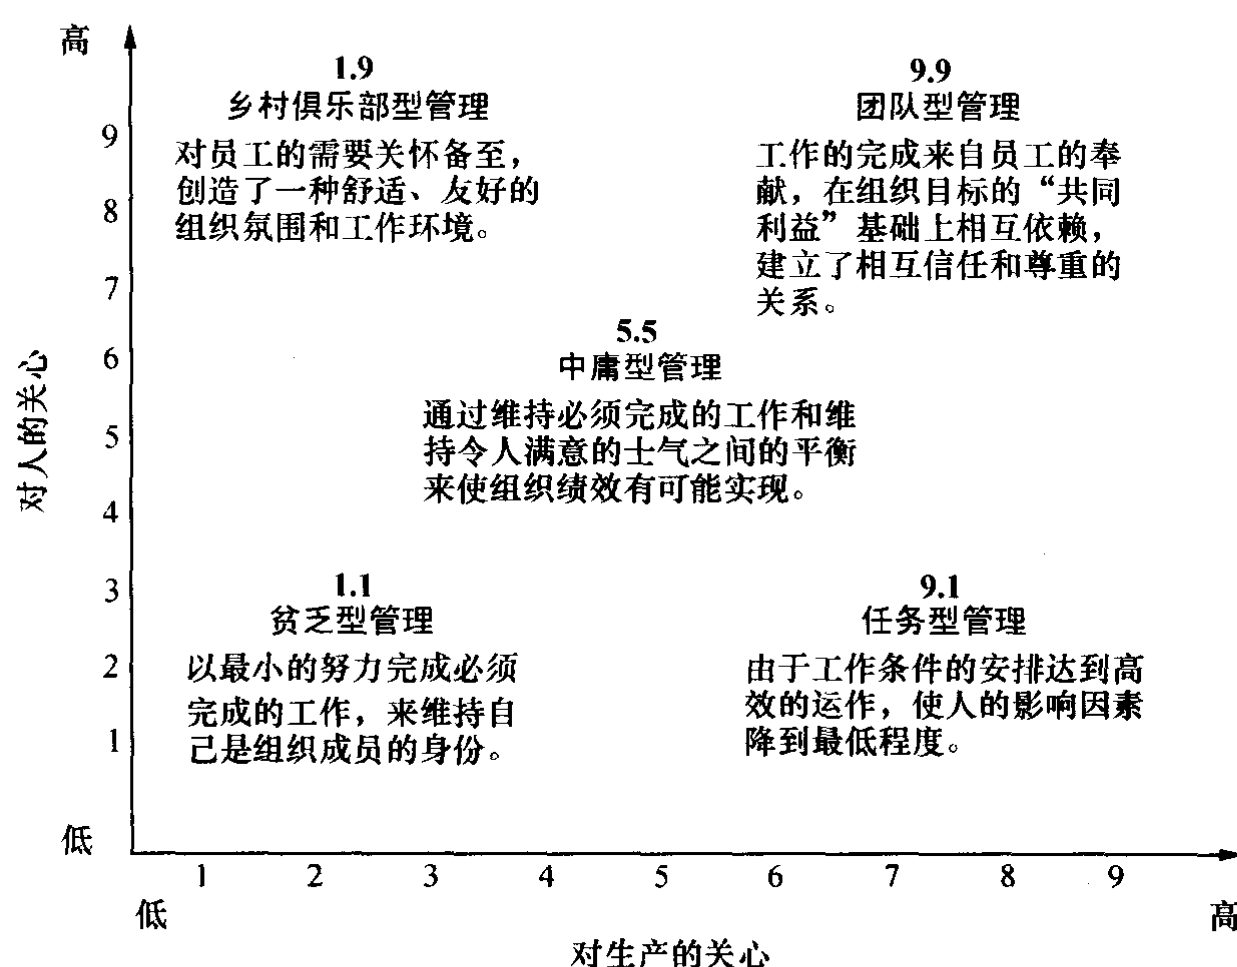 高
1.9
乡村俱乐部型管理
对员工的需要关怀备至，
创造了一种舒适、友好的
组织氛围和工作环境。
9.9
团队型管理
工作的完成来自员工的奉
献，在组织目标的“共同
利益”基础上相互依赖，
建立了相互信任和尊重的
关系。
5.5
中庸型管理
通过维持必须完成的工作和维
持令人满意的士气之间的平衡
来使组织绩效有可能实现。
1.1
贫乏型管理
以最小的努力完成必须
完成的工作，来维持自
己是组织成员的身份。
9.1
任务型管理
由于工作条件的安排达到高
效的运作，使人的影响因素
降到最低程度。
对人的关心
9
8
7
6
5
4
3
2
1
低
1 2 3 4 5 6 7 8 9
低
高
对生产的关心